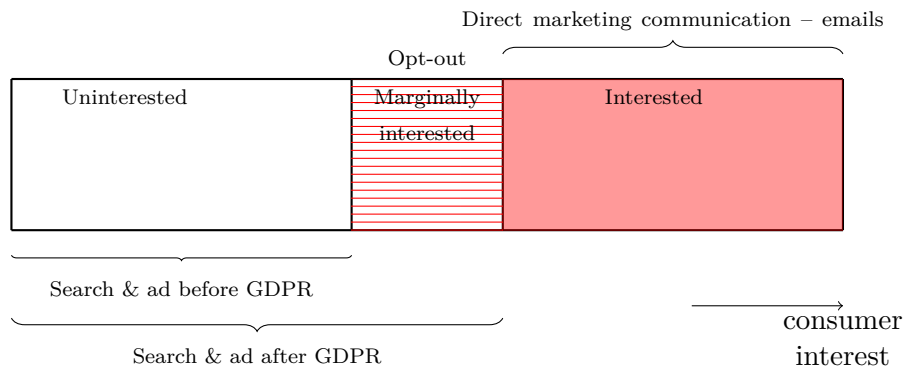 Direct marketing communication – emails
Opt-out
Uninterested
Marginally
interested
Interested
Search & ad before GDPR
Search & ad after GDPR
consumer
interest